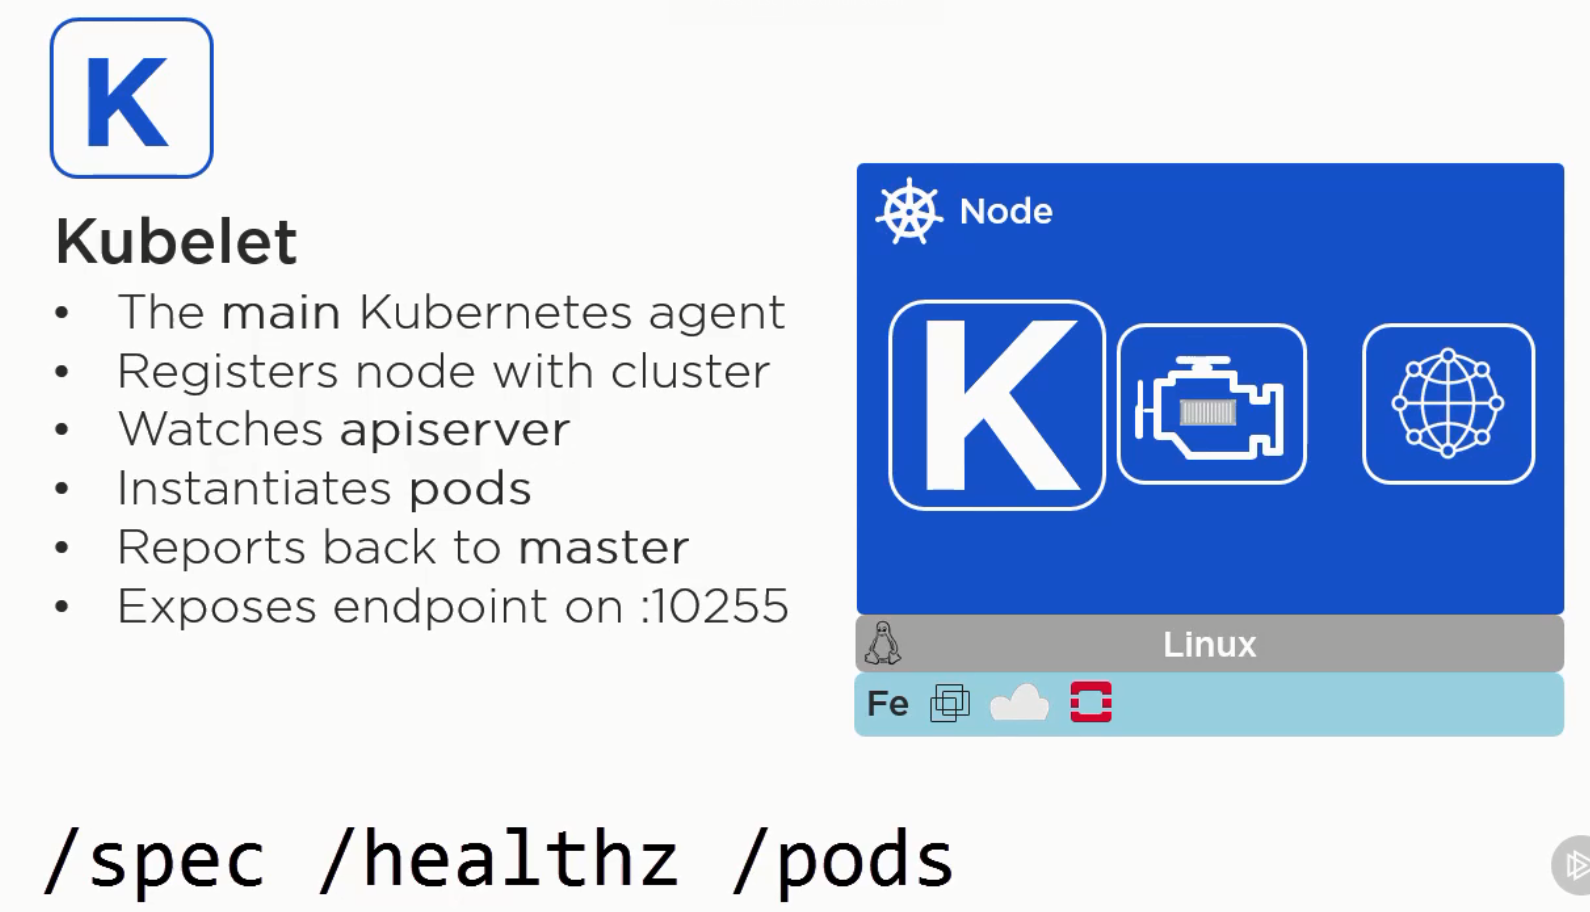 K
Kubelet
• The main Kubernetes agent
• Registers node with cluster
• Watches apiserver
• Instantiates pods
• Reports back to master
• Exposes endpoint on :10255
Node
K
Linux
Fe
/spec /healthz /pods